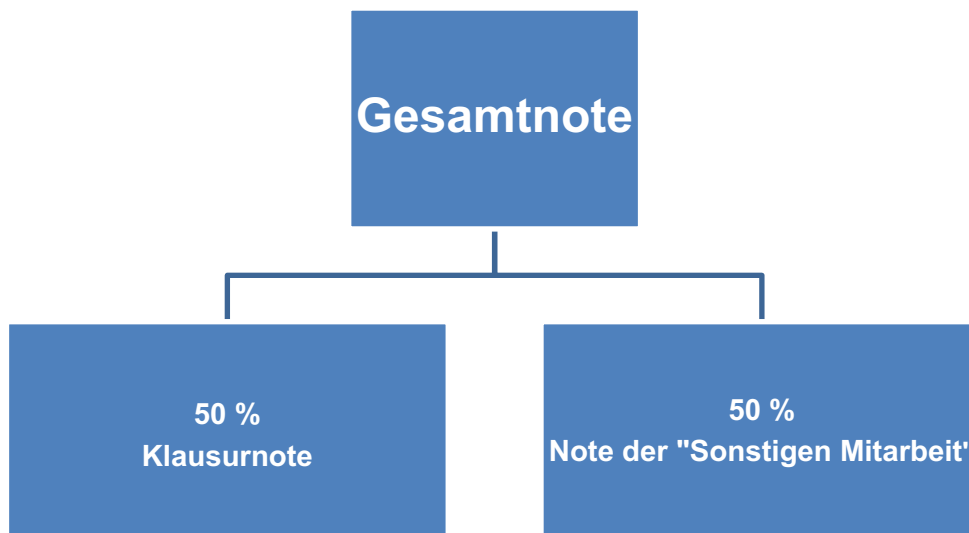 Gesamtnote
50 %
Klausurnote
50 %
Note der "Sonstigen Mitarbeit"